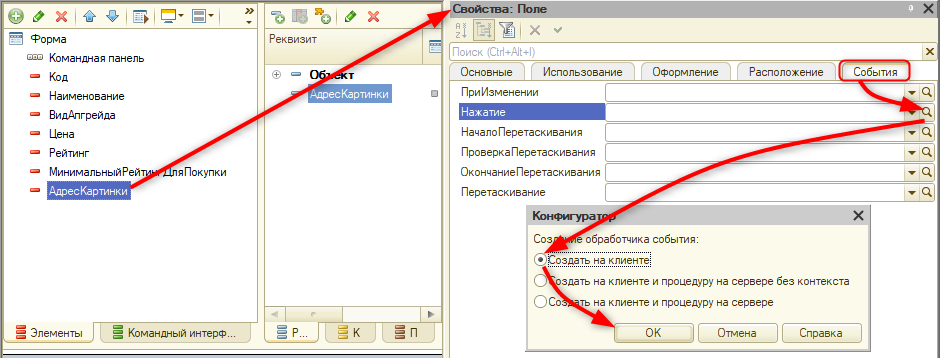 Форма
Командная панель
Код
Наименование
ВидАпгрейда
Цена
Рейтинг
МинимальныйРейтингДляПокупки
АдресКартинки
Элементы
Командный интерф...
Реквизит
Объект
АдресКартинки
Р...
К
П
Свойства: Поле
Поиск (Ctrl+Alt+I)
Основные
Использование
Оформление
Расположение
События
ПриИзменении
Нажатие
НачалоПеретаскивания
ПроверкаПеретаскивания
ОкончаниеПеретаскивания
Перетаскивание
Конфигуратор
Создание обработчика события:
Создать на клиенте
Создать на клиенте и процедуру на сервере без контекста
Создать на клиенте и процедуру на сервере
OK
Отмена
Справка